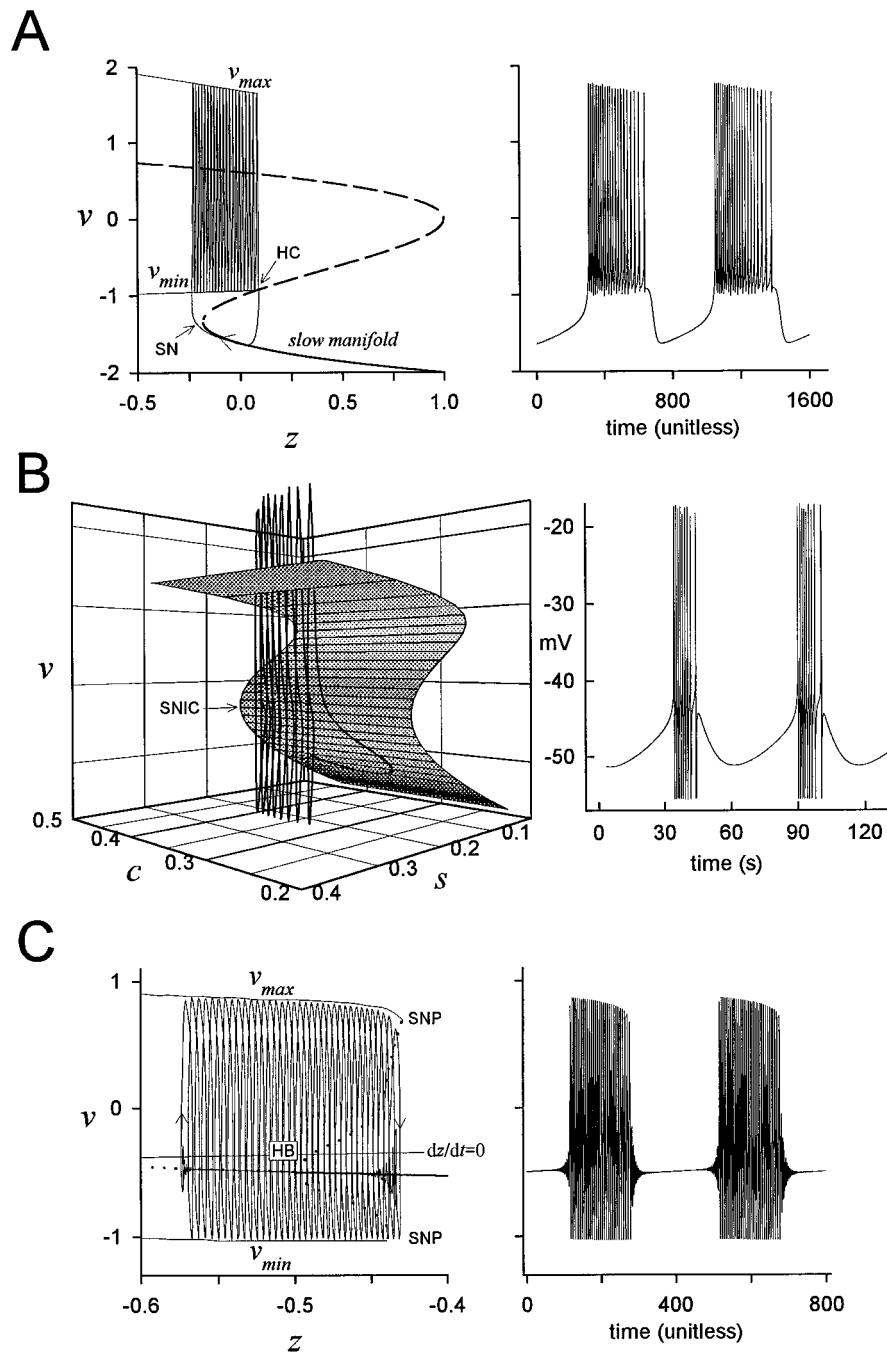 A
2
1
v
0
-1
-2
v_max
HC
v_min
SN
slow manifold
-0.5
0.0
0.5
1.0
z
0
800
1600
time (unitless)
B
v
SNIC
0.5
0.4
0.3
0.2
c
0.4
0.3
0.2
0.1
s
-20
-30
mV
-40
-50
0
30
60
90
120
time (s)
C
1
v
0
-1
v_max
SNP
HB
dz/dt=0
SNP
v_min
-0.6
-0.5
-0.4
z
0
400
800
time (unitless)